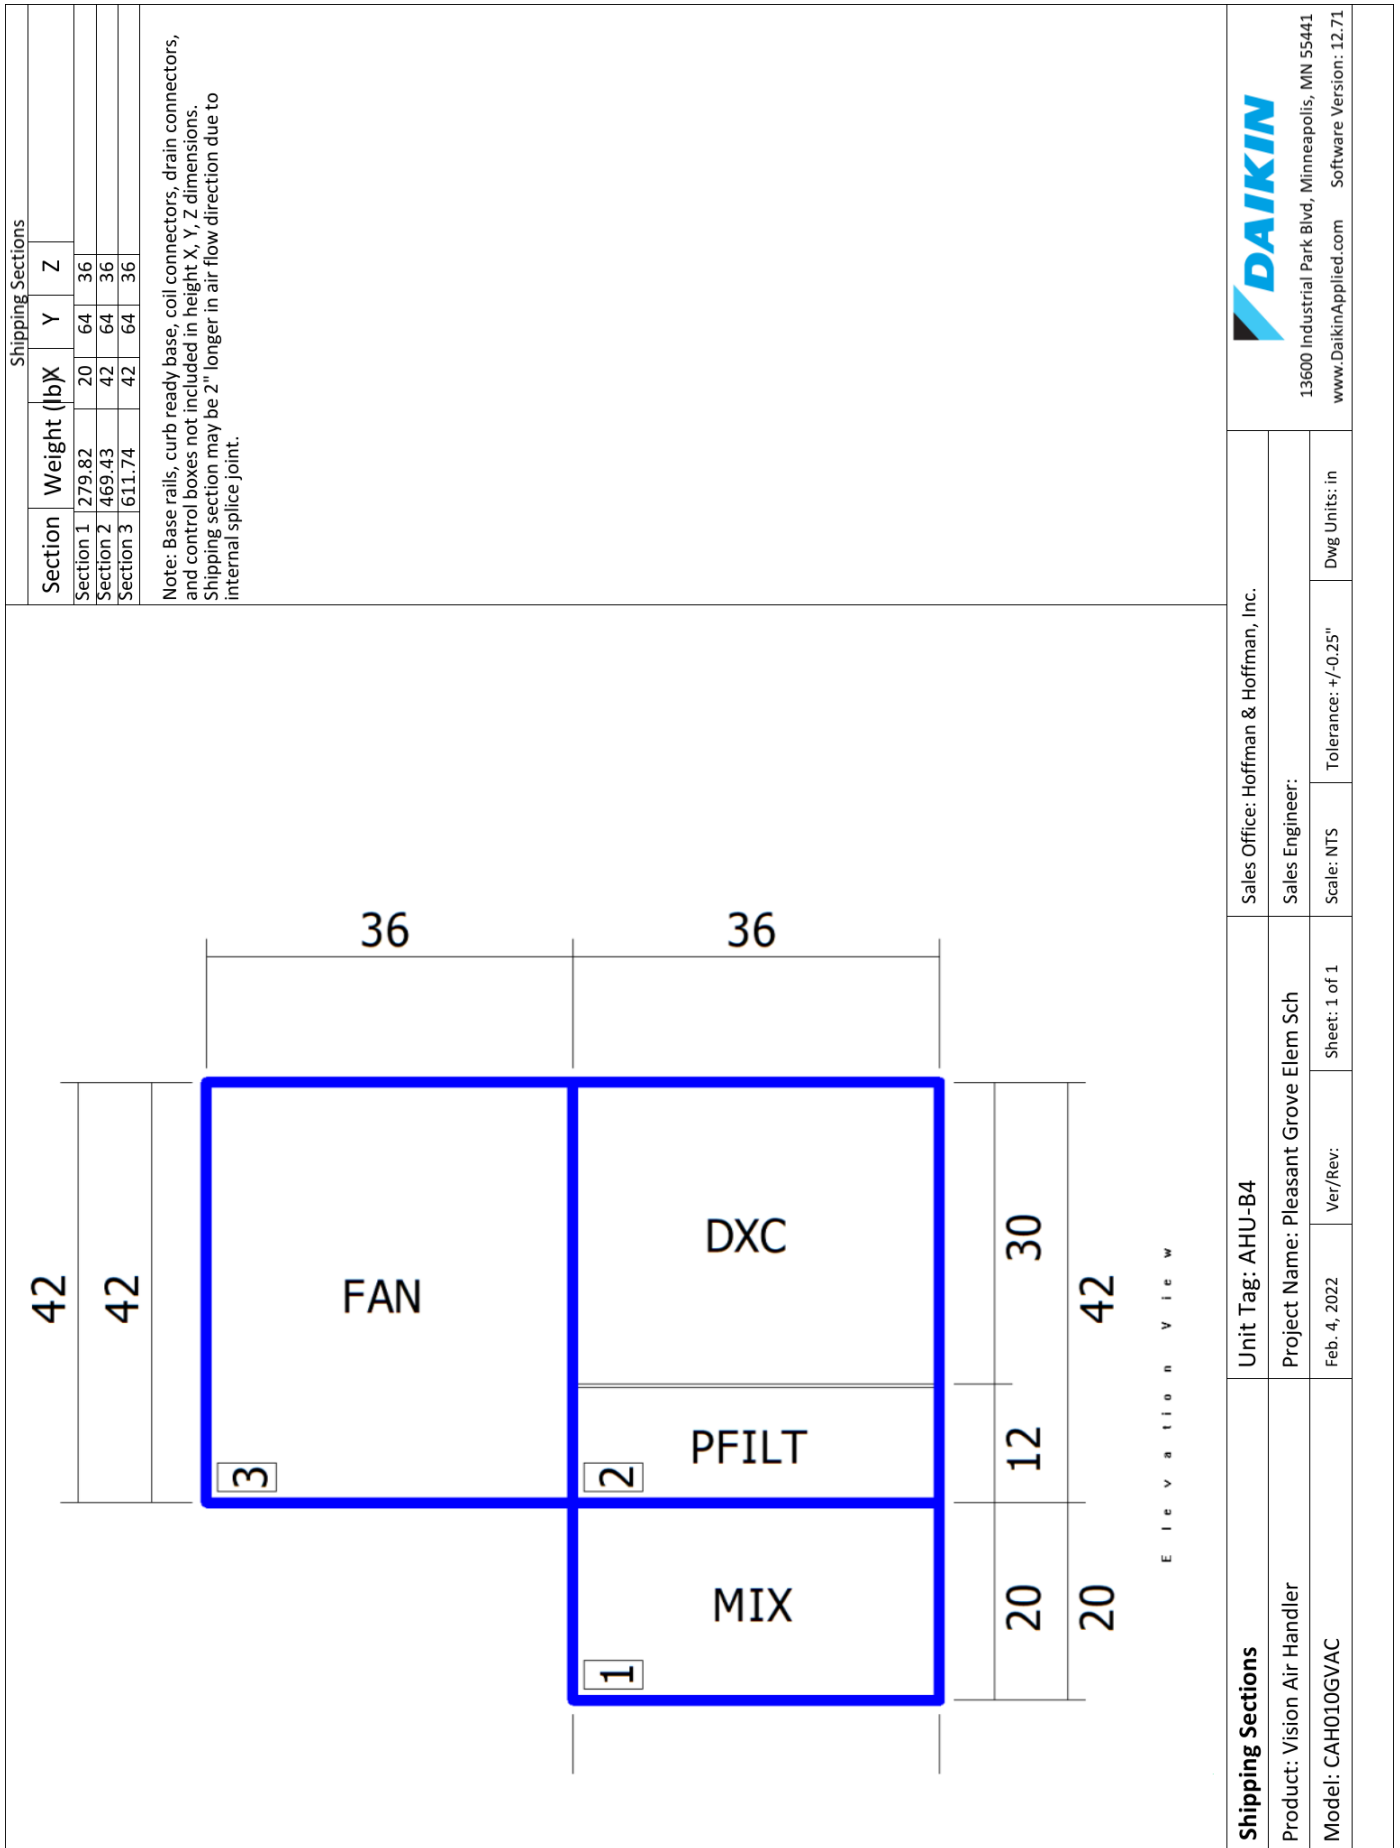 Shipping Sections
Section Weight (lb) X Y Z
Section 1 279.82 20 64 36
Section 2 469.43 42 64 36
Section 3 611.74 42 64 36
Note: Base rails, curb ready base, coil connectors, drain connectors,
and control boxes not included in height X, Y, Z dimensions.
Shipping section may be 2" longer in air flow direction due to
internal splice joint.
42
42
3
FAN
36
1
MIX
2
PFILT
DXC
36
20
12
30
20
42
Elevation View
Shipping Sections
Product: Vision Air Handler
Model: CAH010GVAC
Unit Tag: AHU-B4
Project Name: Pleasant Grove Elem Sch
Feb. 4, 2022
Ver/Rev:
Sheet: 1 of 1
Sales Office: Hoffman & Hoffman, Inc.
Sales Engineer:
Scale: NTS
Tolerance: +/-0.25"
Dwg Units: in
DAIKIN
13600 Industrial Park Blvd, Minneapolis, MN 55441
www.DaikinApplied.com Software Version: 12.71